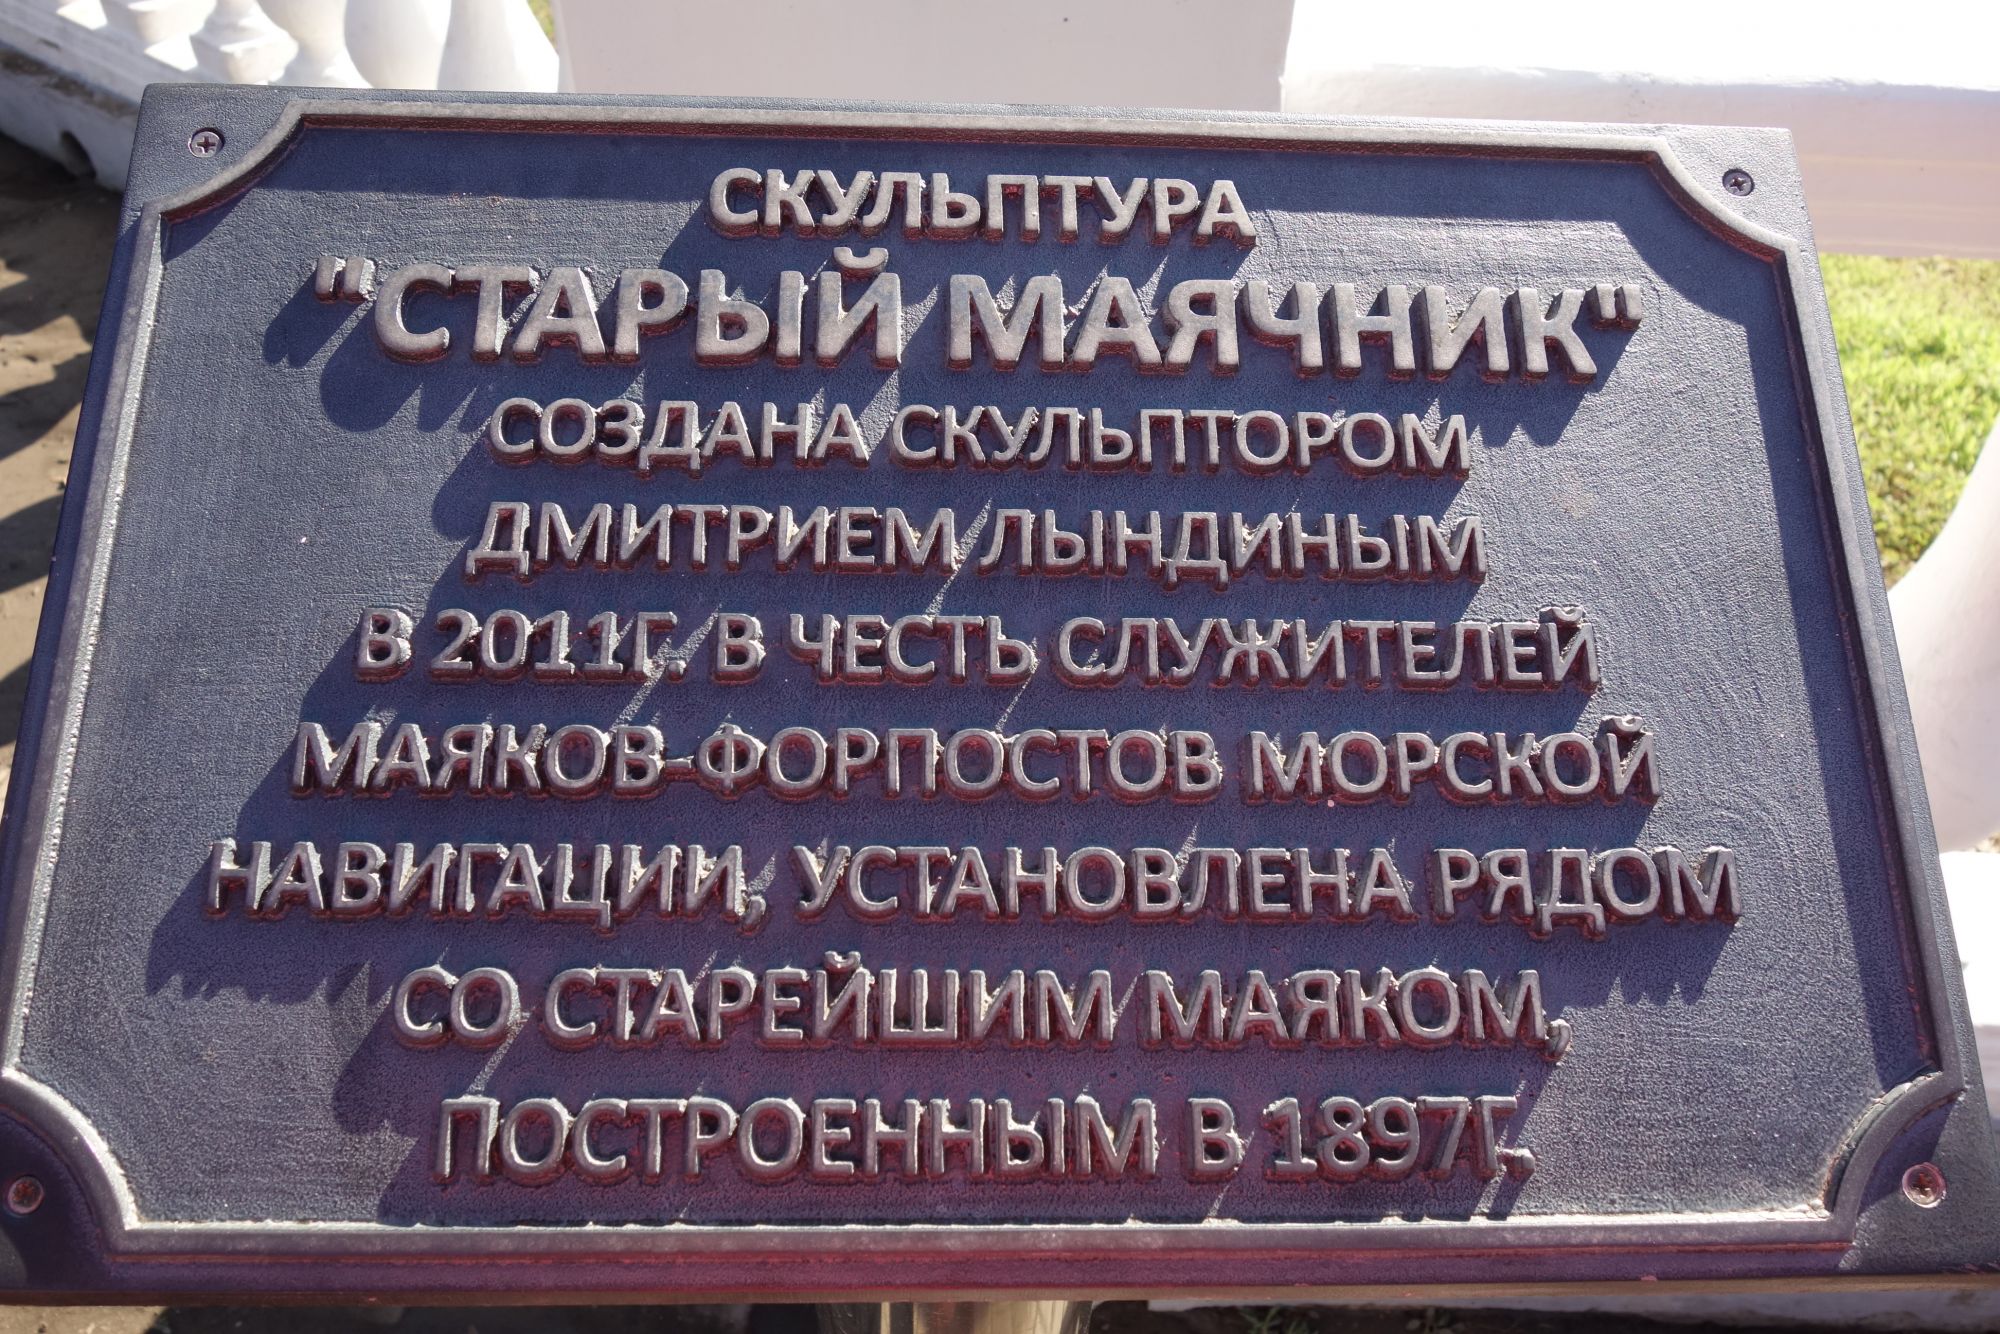 СКУЛЬПТУРА
"СТАРЫЙ МАЯЧНИК"
СОЗДАНА СКУЛЬПТОРОМ
ДМИТРИЕМ ЛЫНДИНЫМ
В 2011Г. В ЧЕСТЬ СЛУЖИТЕЛЕЙ
МАЯКОВ-ФОРПОСТОВ МОРСКОЙ
НАВИГАЦИИ, УСТАНОВЛЕНА РЯДОМ
СО СТАРЕЙШИМ МАЯКОМ,
ПОСТРОЕННЫМ В 1897Г.